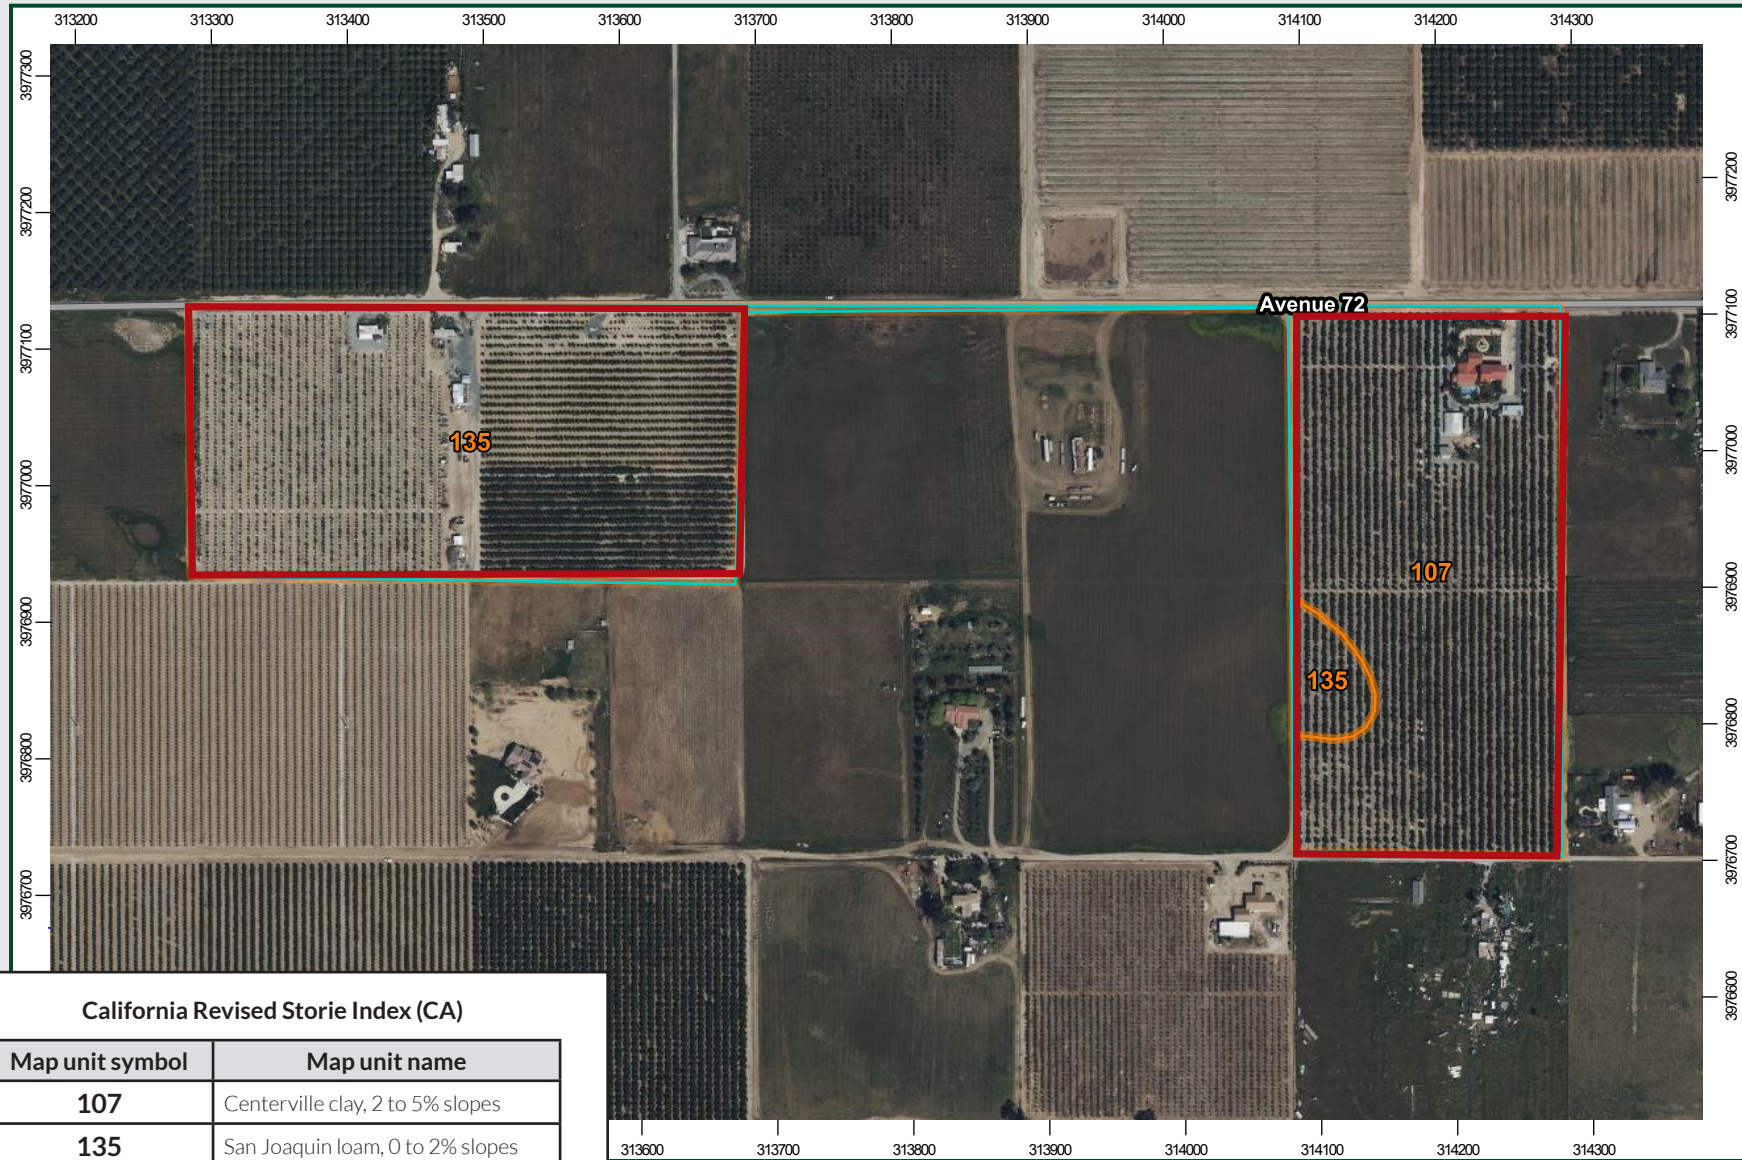 313200 313300 313400 313500 313600 313700 313800 313900 314000 314100 314200 314300
3977300
3977200
3977100
3977000
3976900
3976800
3976700
3977200
3977100
3977000
3976900
3976800
3976700
3976600
Avenue 72
135
107
135
California Revised Storie Index (CA)
Map unit symbol Map unit name
107 Centerville clay, 2 to 5% slopes
135 San Joaquin loam, 0 to 2% slopes
313600 313700 313800 313900 314000 314100 314200 314300